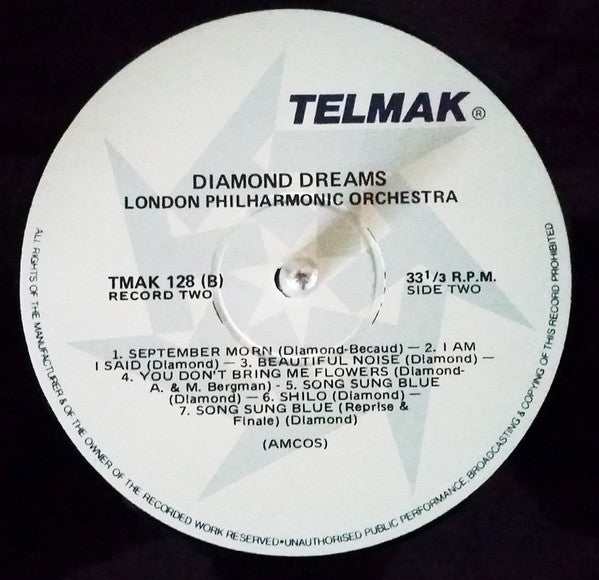 TELMAK ®
DIAMOND DREAMS
LONDON PHILHARMONIC ORCHESTRA
TMAK 128 (B)
RECORD TWO
33 1/3 R.P.M.
SIDE TWO
1. SEPTEMBER MORN (Diamond-Becaud) — 2. I AM
I SAID (Diamond) — 3. BEAUTIFUL NOISE (Diamond) —
4. YOU DON'T BRING ME FLOWERS (Diamond-
A. & M. Bergman) - 5. SONG SUNG BLUE
(Diamond) — 6. SHILO (Diamond) —
7. SONG SUNG BLUE (Reprise &
Finale) (Diamond)
(AMCOS)
ALL RIGHTS OF THE MANUFACTURER & OF THE OWNER OF THE RECORDED WORK RESERVED•UNAUTHORISED PUBLIC PERFORMANCE BROADCASTING & COPYING OF THIS RECORD PROHIBITED